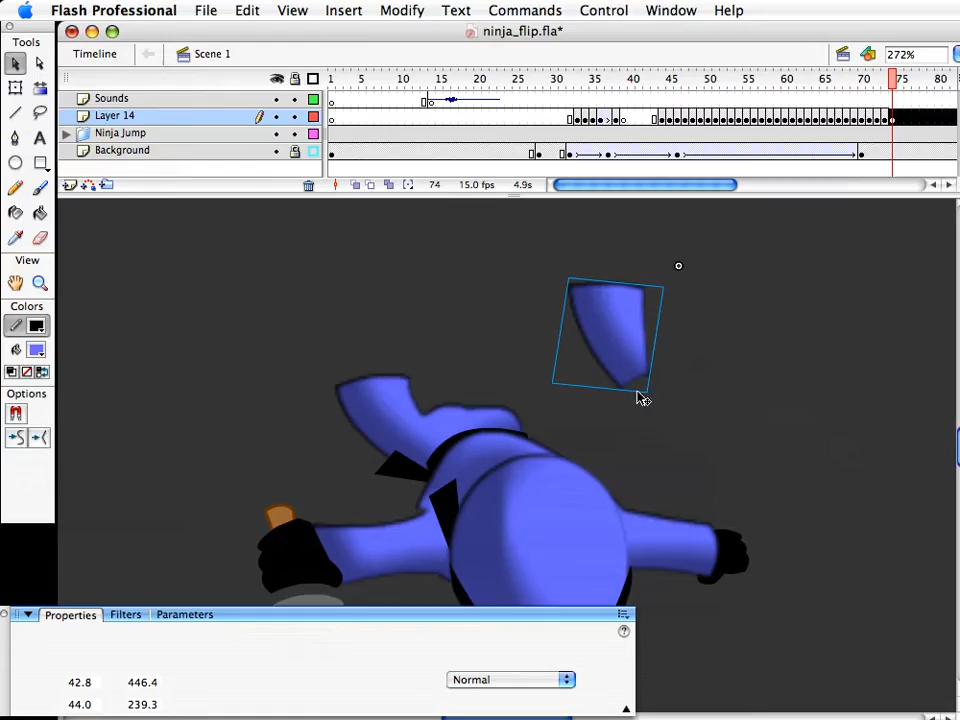 Flash Professional File Edit View Insert Modify Text Commands Control Window Help
ninja_flip.fla*
Tools
Timeline
Scene 1
272%
1 5 10 15 20 25 30 35 40 45 50 55 60 65 70 75 80
Sounds
Layer 14
Ninja Jump
Background
74 15.0 fps 4.9s
View
Colors
Options
Properties Filters Parameters
42.8 446.4
Normal
44.0 239.3